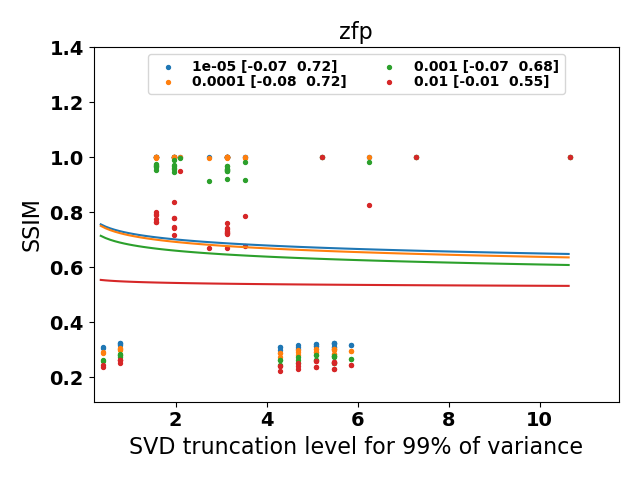 zfp
1e-05 [-0.07  0.72]
0.0001 [-0.08  0.72]
0.001 [-0.07  0.68]
0.01 [-0.01  0.55]
SSIM
1.4
1.2
1.0
0.8
0.6
0.4
0.2
2 4 6 8 10
SVD truncation level for 99% of variance